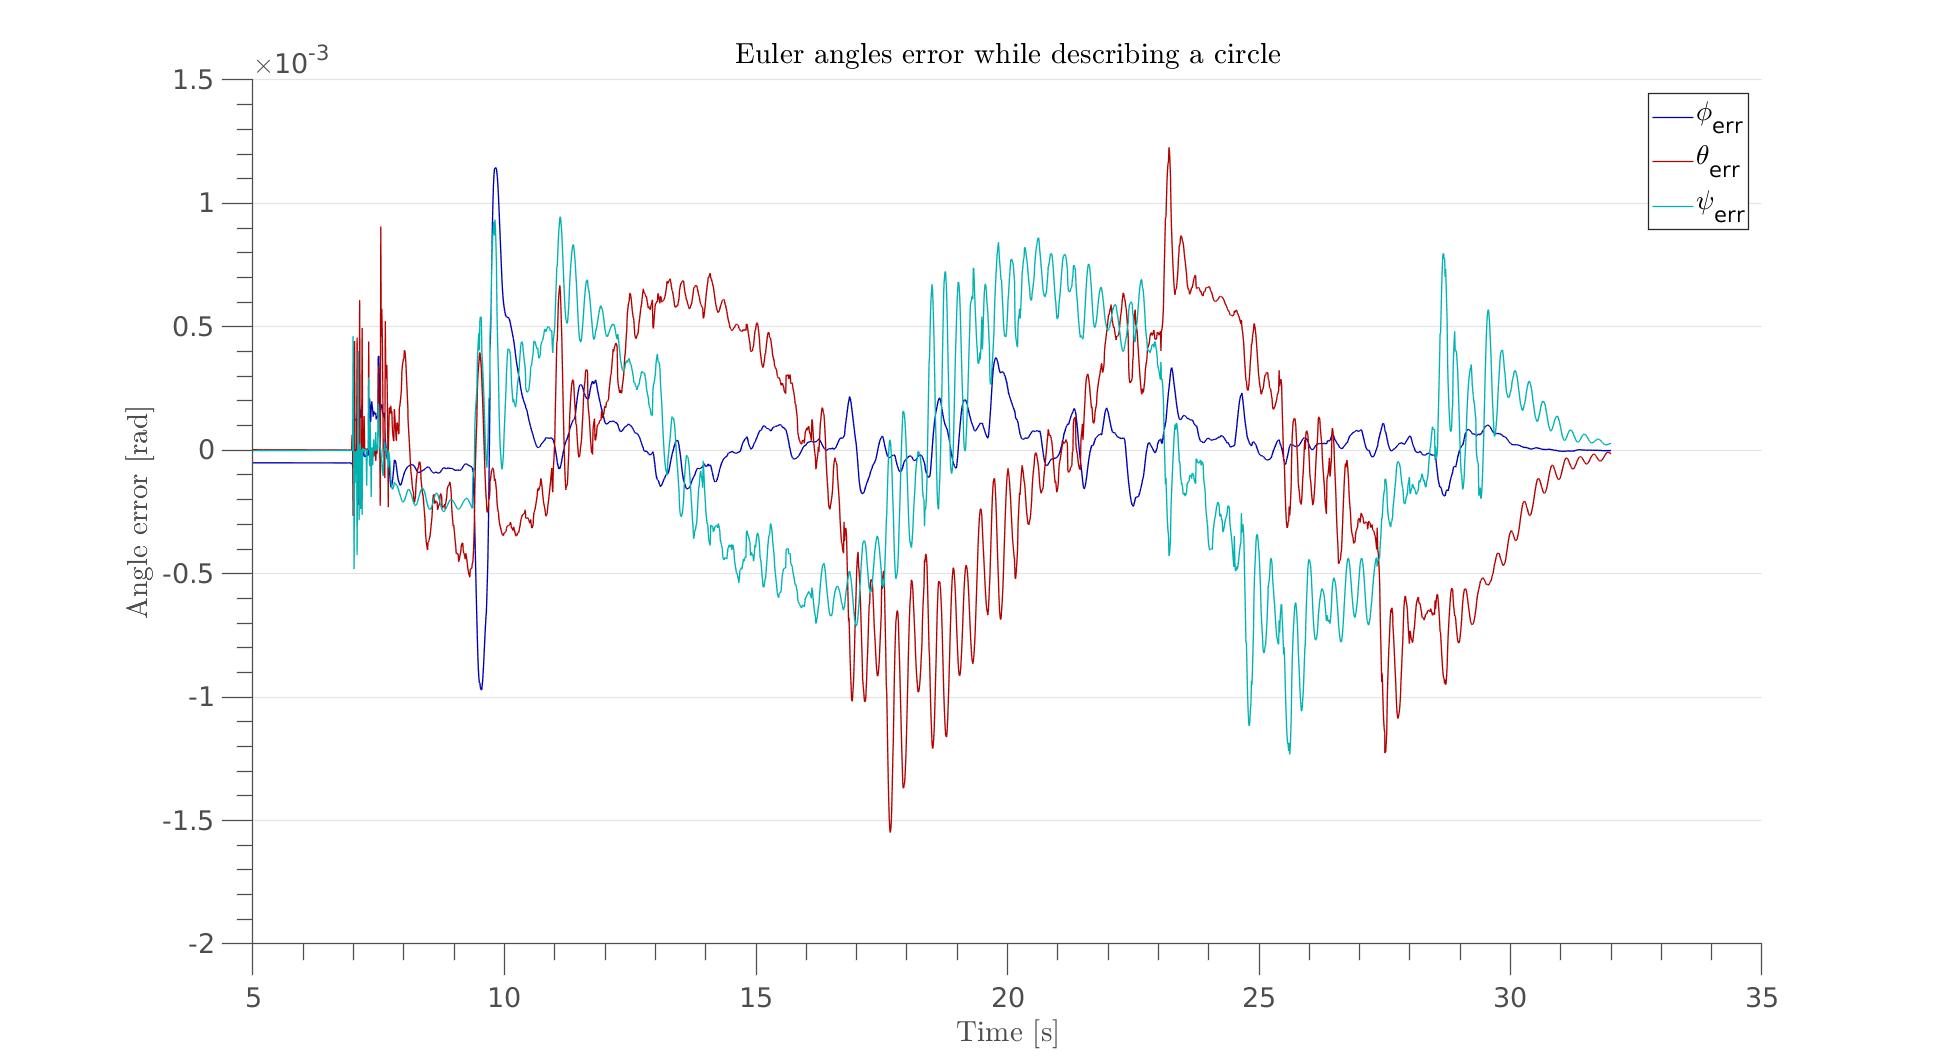 Euler angles error while describing a circle
×10-3
1.5
1
0.5
0
-0.5
-1
-1.5
-2
Angle error [rad]
5 10 15 20 25 30 35
Time [s]
ϕerr
θerr
ψerr